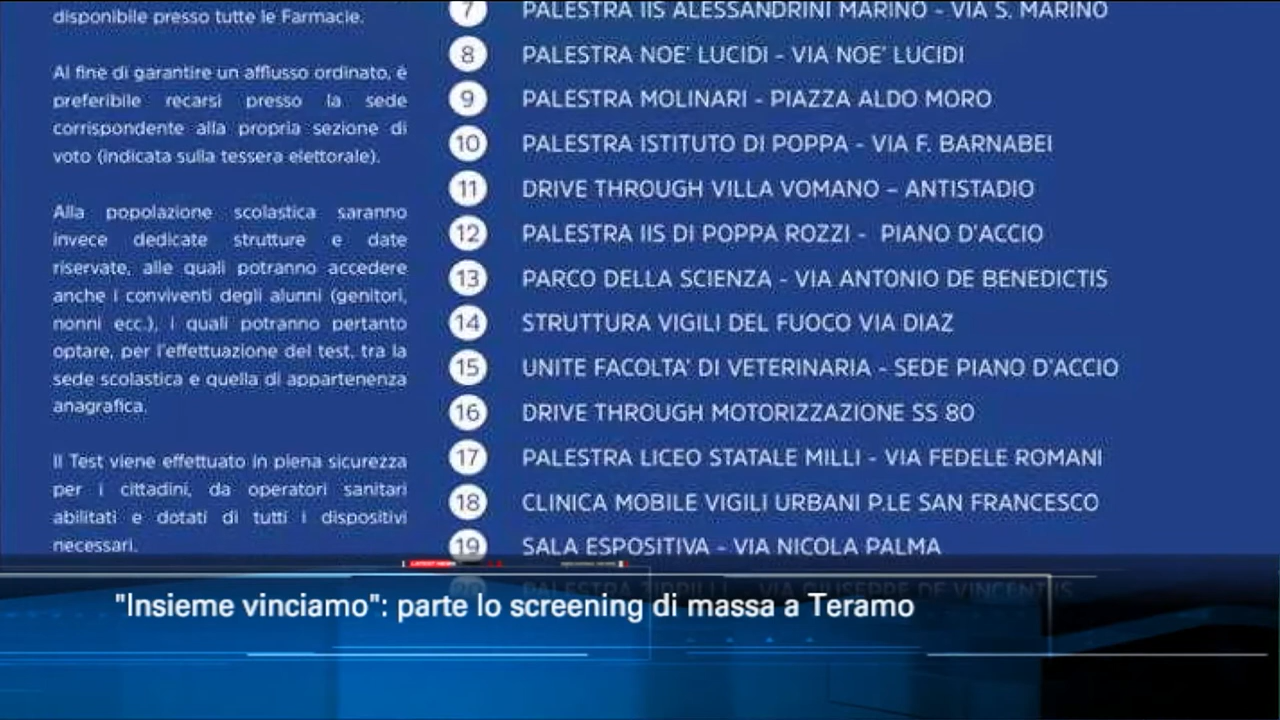 disponibile presso tutte le Farmacie.
Al fine di garantire un afflusso ordinato, è
preferibile recarsi presso la sede
corrispondente alla propria sezione di
voto (indicata sulla tessera elettorale).
Alla popolazione scolastica saranno
invece dedicate strutture e date
riservate, alle quali potranno accedere
anche i conviventi degli alunni (genitori,
nonni ecc.), i quali potranno pertanto
optare, per l'effettuazione del test, tra la
sede scolastica e quella di appartenenza
anagrafica.
Il Test viene effettuato in piena sicurezza
per i cittadini, da operatori sanitari
abilitati e dotati di tutti i dispositivi
necessari.
7 PALESTRA IIS ALESSANDRINI MARINO - VIA S. MARINO
8 PALESTRA NOE' LUCIDI - VIA NOE' LUCIDI
9 PALESTRA MOLINARI - PIAZZA ALDO MORO
10 PALESTRA ISTITUTO DI POPPA - VIA F. BARNABEI
11 DRIVE THROUGH VILLA VOMANO – ANTISTADIO
12 PALESTRA IIS DI POPPA ROZZI - PIANO D'ACCIO
13 PARCO DELLA SCIENZA - VIA ANTONIO DE BENEDICTIS
14 STRUTTURA VIGILI DEL FUOCO VIA DIAZ
15 UNITE FACOLTA' DI VETERINARIA - SEDE PIANO D'ACCIO
16 DRIVE THROUGH MOTORIZZAZIONE SS 80
17 PALESTRA LICEO STATALE MILLI - VIA FEDELE ROMANI
18 CLINICA MOBILE VIGILI URBANI P.LE SAN FRANCESCO
19 SALA ESPOSITIVA - VIA NICOLA PALMA
20 PALESTRA ZIPPILLI - VIA GIUSEPPE DE VINCENTIS
"Insieme vinciamo": parte lo screening di massa a Teramo